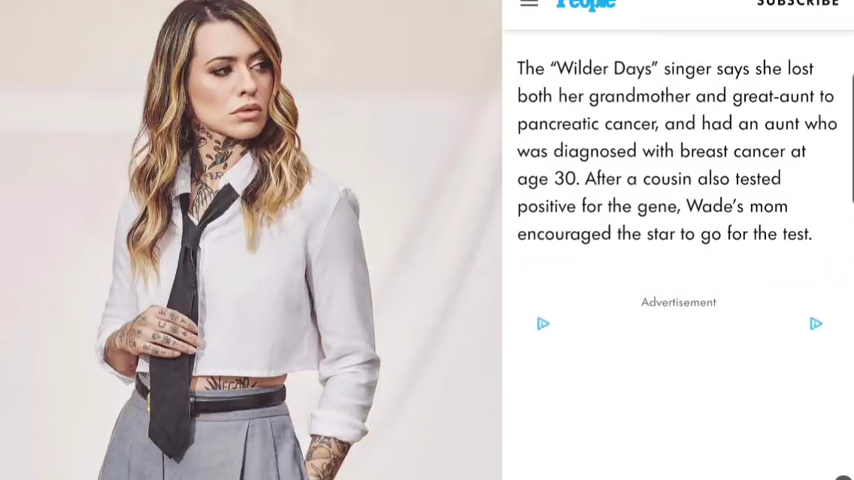 People
SUBSCRIBE
The “Wilder Days” singer says she lost
both her grandmother and great-aunt to
pancreatic cancer, and had an aunt who
was diagnosed with breast cancer at
age 30. After a cousin also tested
positive for the gene, Wade’s mom
encouraged the star to go for the test.
Advertisement